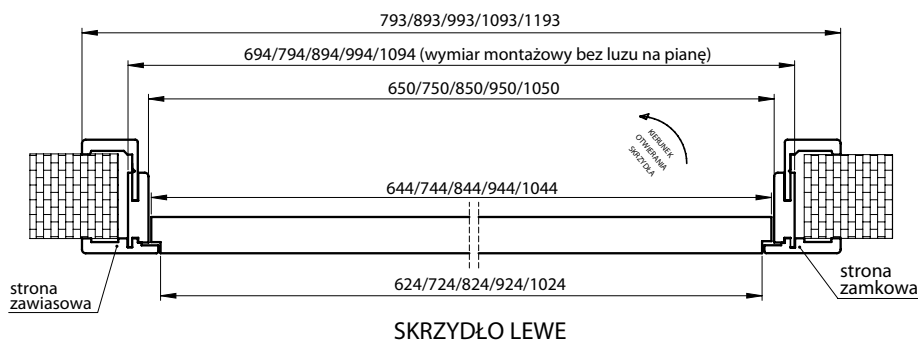 793/893/993/1093/1193
694/794/894/994/1094 (wymiar montażowy bez luzu na pianę)
650/750/850/950/1050
KIERUNEK
OTWIERANIA
SKRZYDŁA
644/744/844/944/1044
strona
zawiasowa
strona
zamkowa
624/724/824/924/1024
SKRZYDŁO LEWE